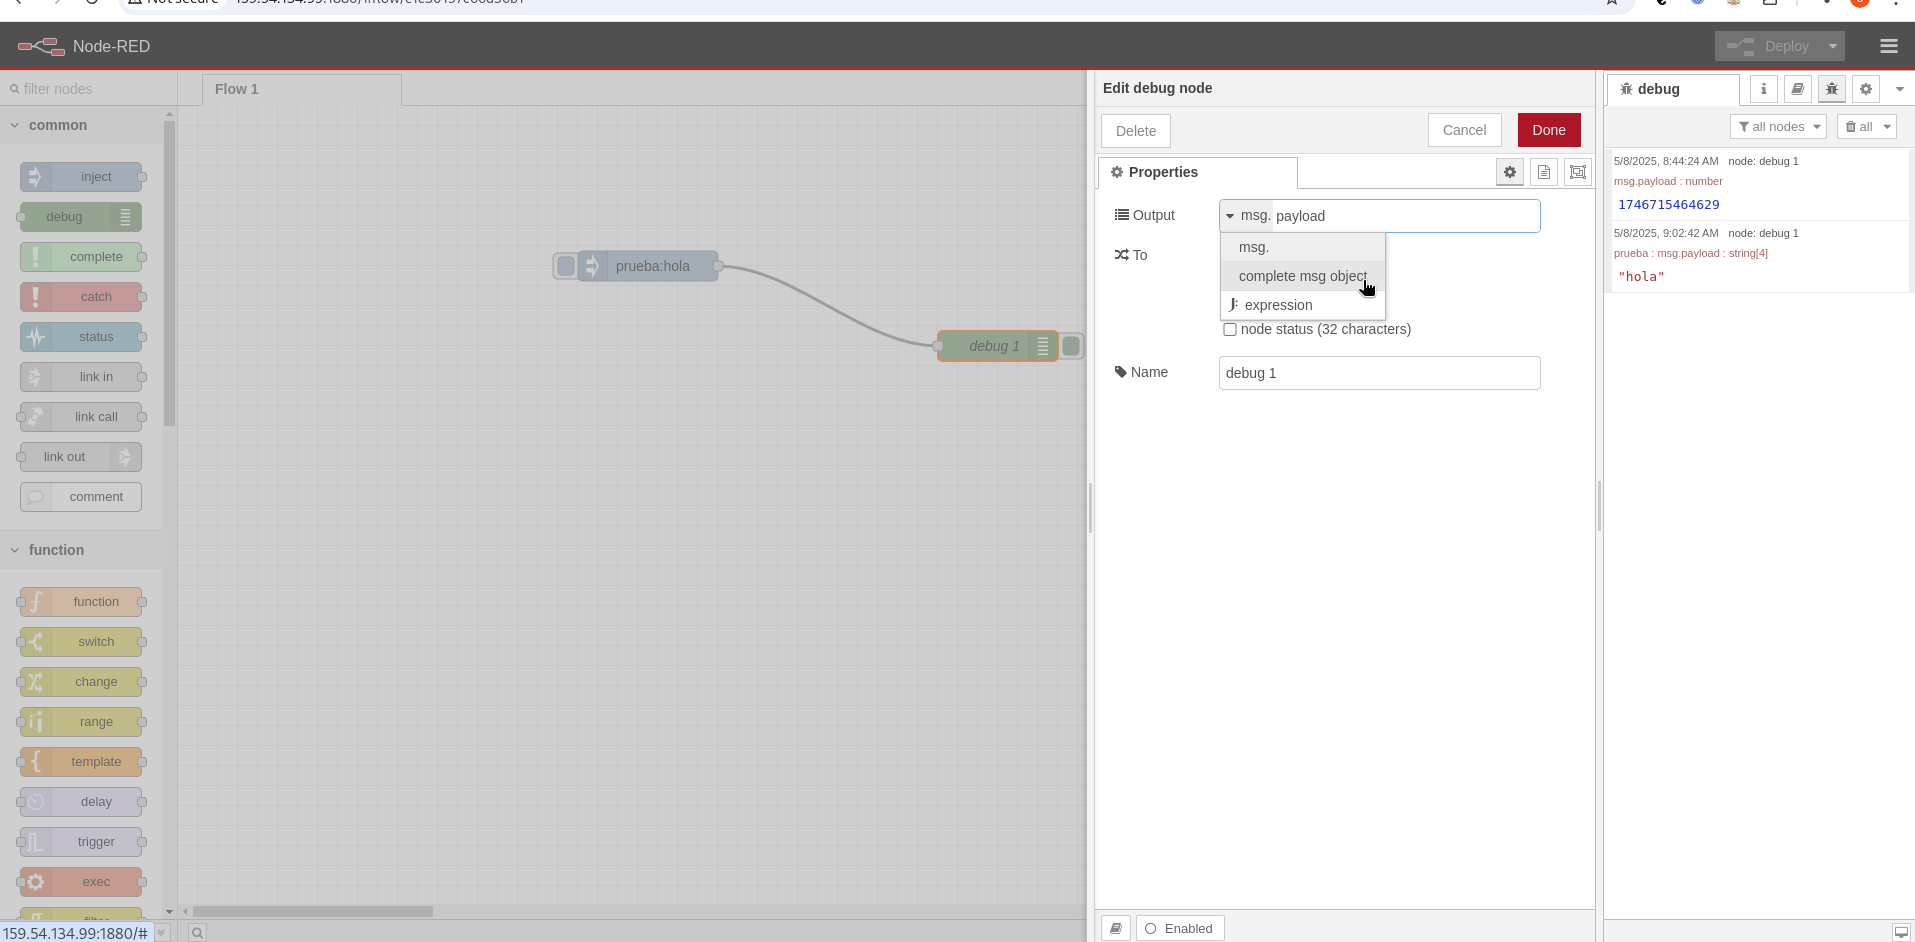 Node-RED
Deploy
filter nodes
Flow 1
common
inject
debug
complete
catch
status
link in
link call
link out
comment
function
function
switch
change
range
template
delay
trigger
exec
159.54.134.99:1880/#
prueba:hola
debug 1
Edit debug node
Delete
Cancel
Done
Properties
Output
msg. payload
msg.
complete msg object
expression
To
node status (32 characters)
Name
debug 1
Enabled
debug
all nodes
all
5/8/2025, 8:44:24 AM node: debug 1
msg.payload : number
1746715464629
5/8/2025, 9:02:42 AM node: debug 1
prueba : msg.payload : string[4]
"hola"